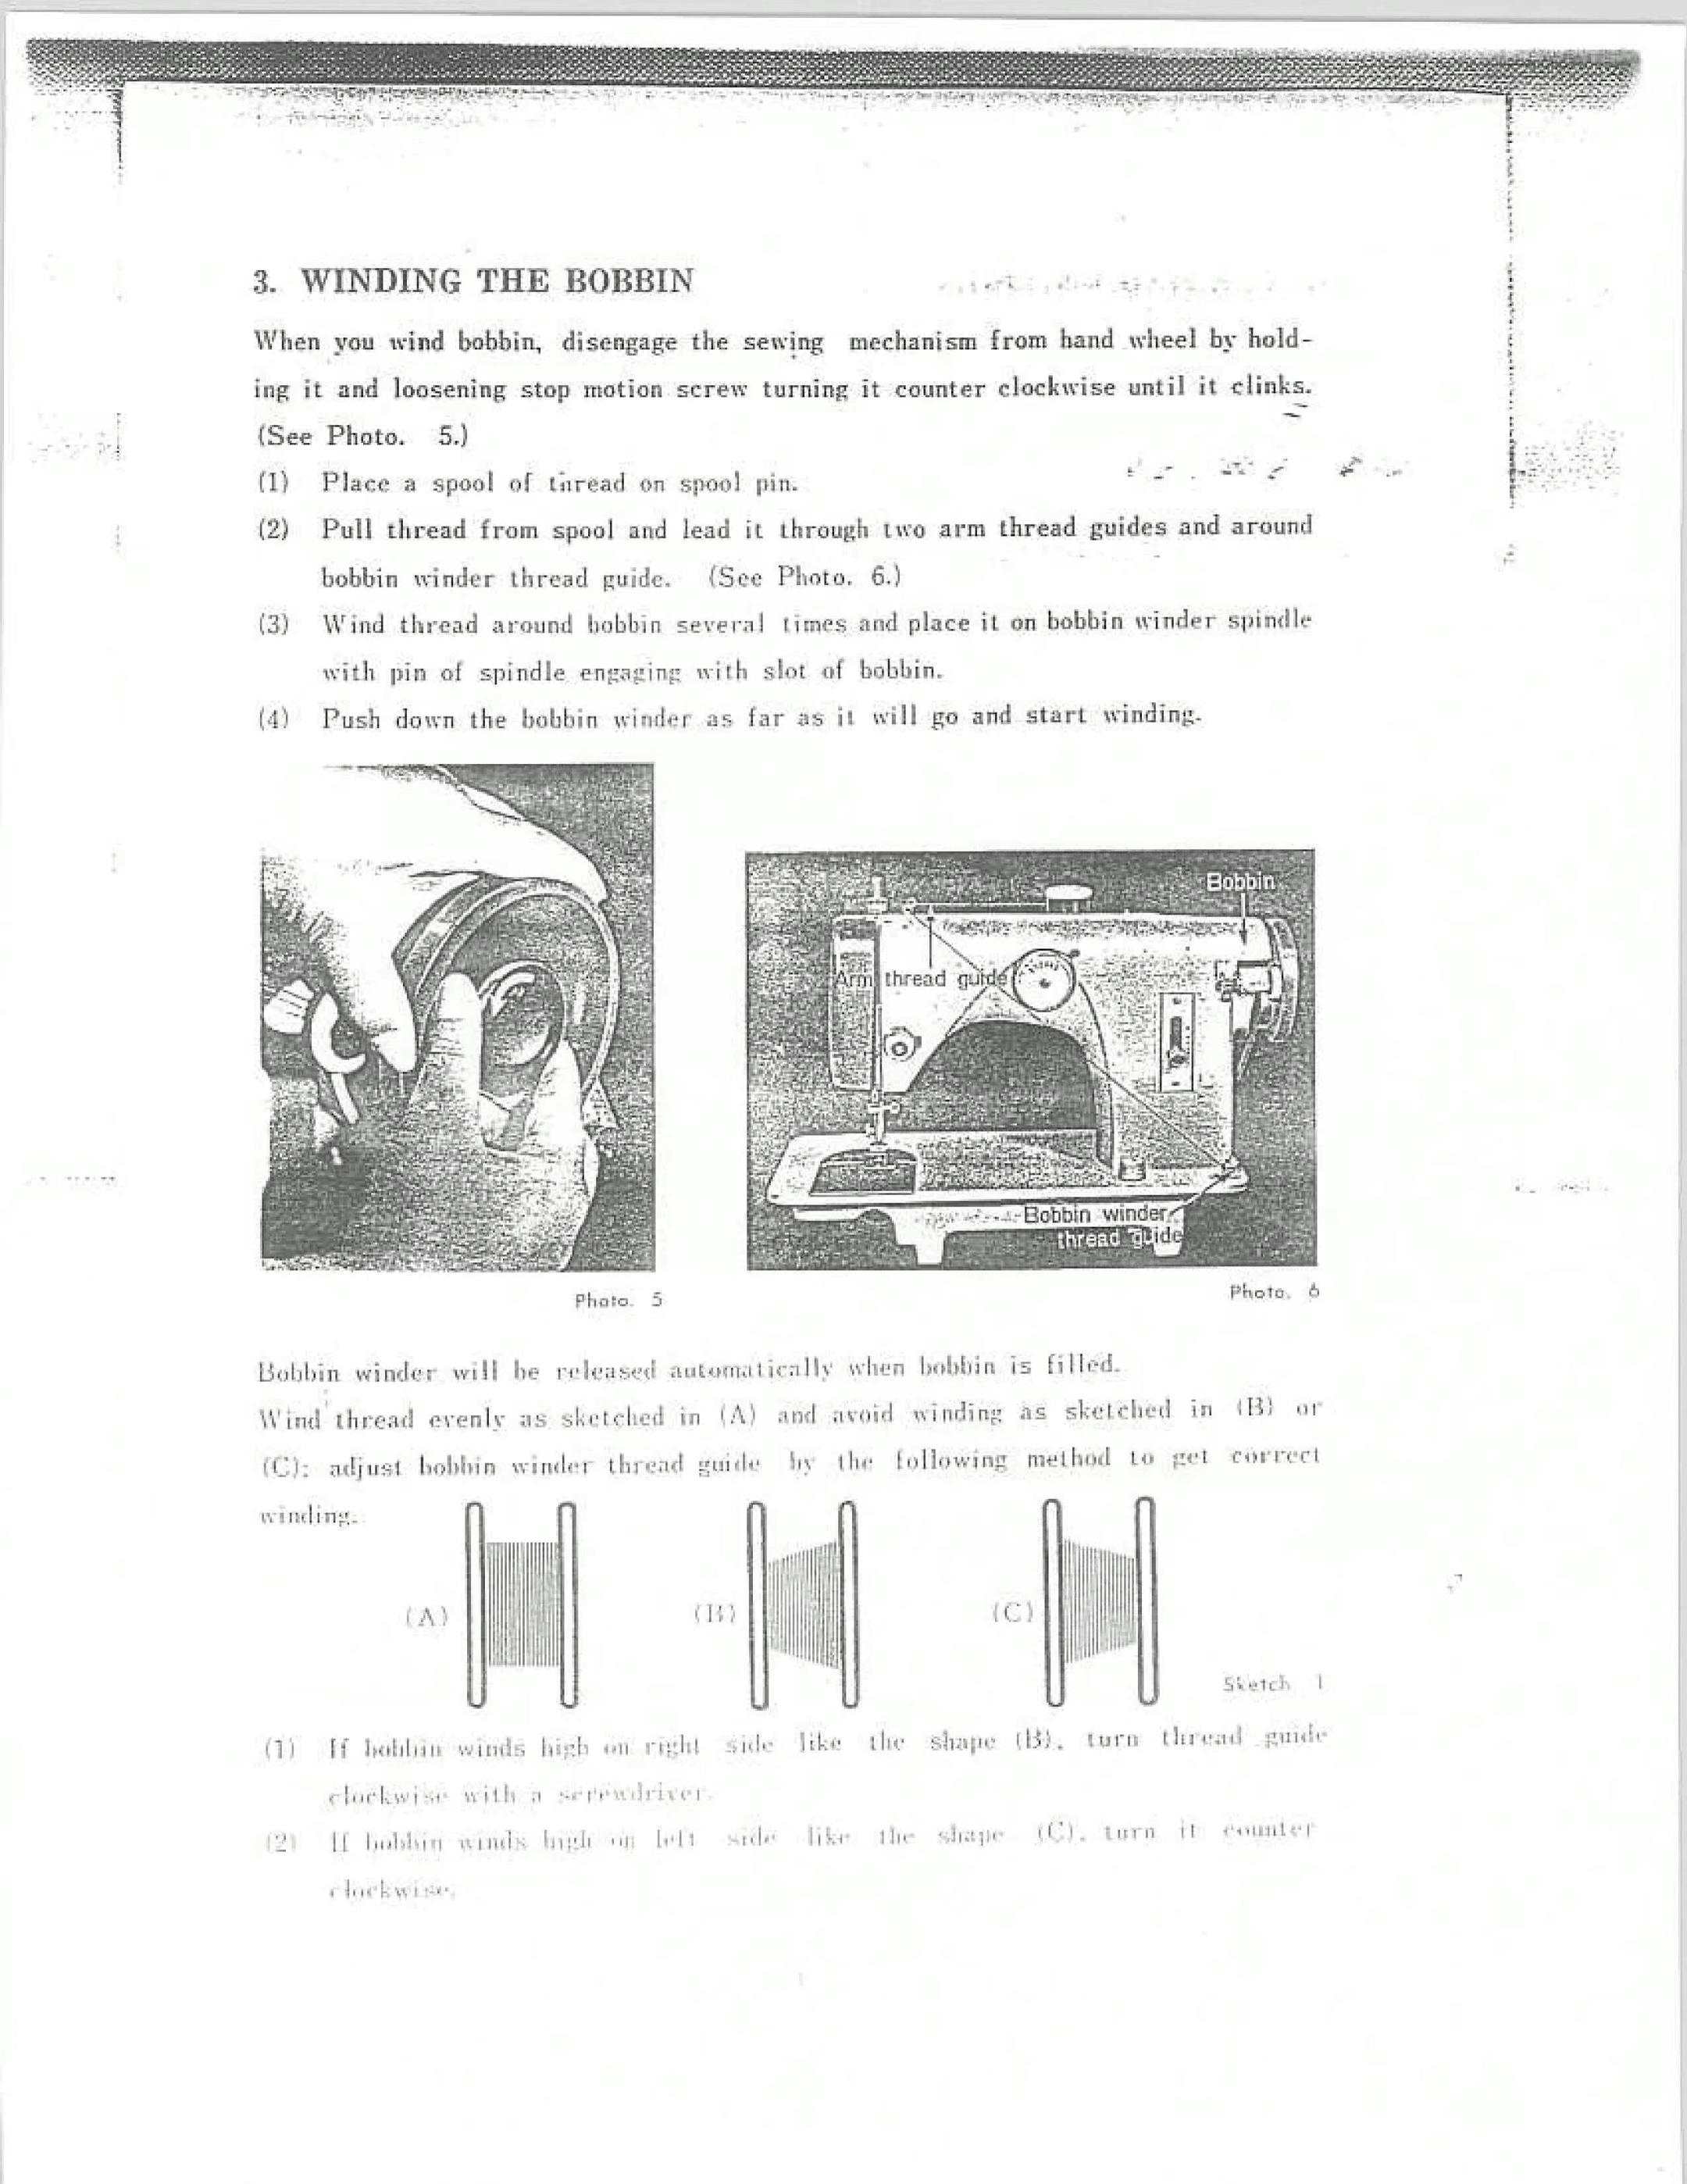 3. WINDING THE BOBBIN
When you wind bobbin, disengage the sewing mechanism from hand wheel by hold-
ing it and loosening stop motion screw turning it counter clockwise until it clinks.
(See Photo. 5.)
(1) Place a spool of thread on spool pin.
(2) Pull thread from spool and lead it through two arm thread guides and around
bobbin winder thread guide. (See Photo. 6.)
(3) Wind thread around bobbin several times and place it on bobbin winder spindle
with pin of spindle engaging with slot of bobbin.
(4) Push down the bobbin winder as far as it will go and start winding.
Bobbin
Arm thread guide
Bobbin winder
thread guide
Photo. 5
Photo. 6
Bobbin winder will be released automatically when bobbin is filled.
Wind thread evenly as sketched in (A) and avoid winding as sketched in (B) or
(C); adjust bobbin winder thread guide by the following method to get correct
winding.
(A) (B) (C)
Sketch 1
(1) If bobbin winds high on right side like the shape (B), turn thread guide
clockwise with a screwdriver.
(2) If bobbin winds high on left side like the shape (C), turn it counter
clockwise.